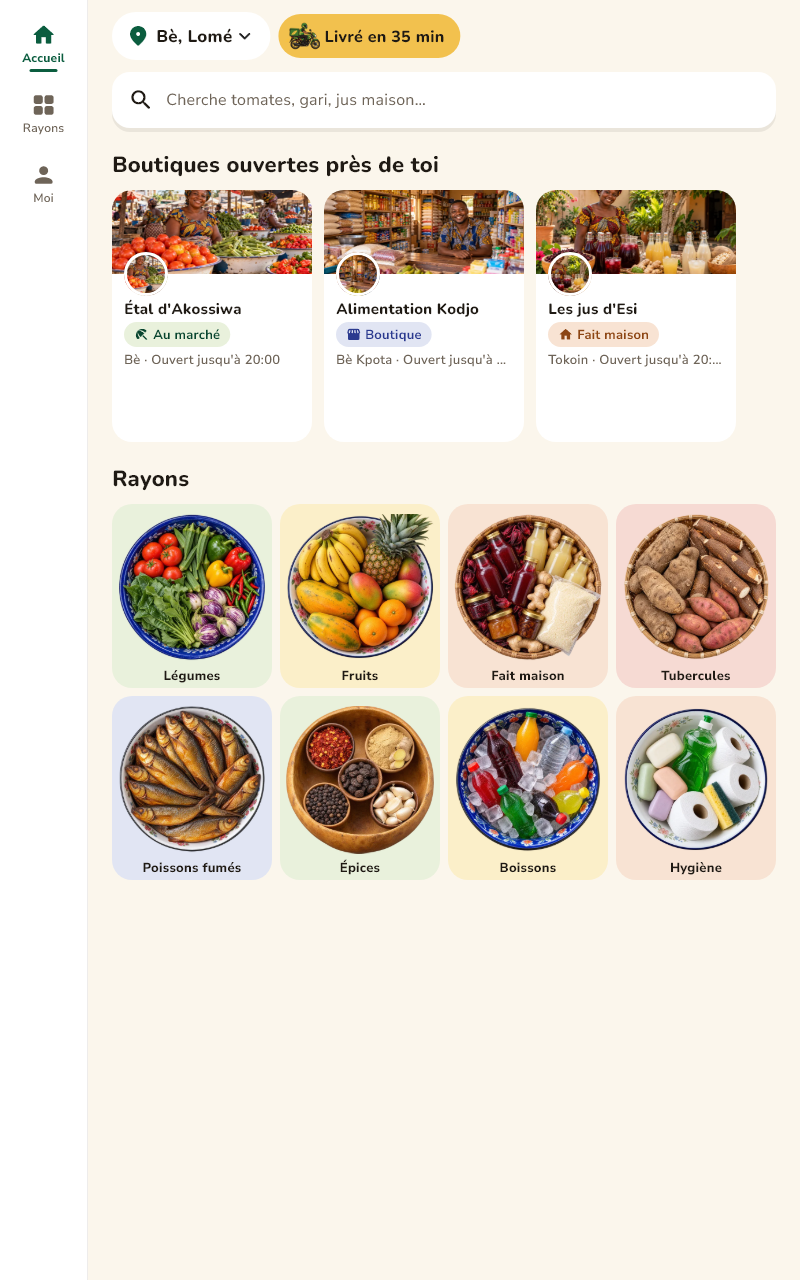 Accueil
Rayons
Moi
Bè, Lomé
Livré en 35 min
Cherche tomates, gari, jus maison...
Boutiques ouvertes près de toi
Étal d'Akossiwa
Au marché
Bè · Ouvert jusqu'à 20:00
Alimentation Kodjo
Boutique
Bè Kpota · Ouvert jusqu'à ...
Les jus d'Esi
Fait maison
Tokoin · Ouvert jusqu'à 20:...
Rayons
Légumes
Fruits
Fait maison
Tubercules
Poissons fumés
Épices
Boissons
Hygiène